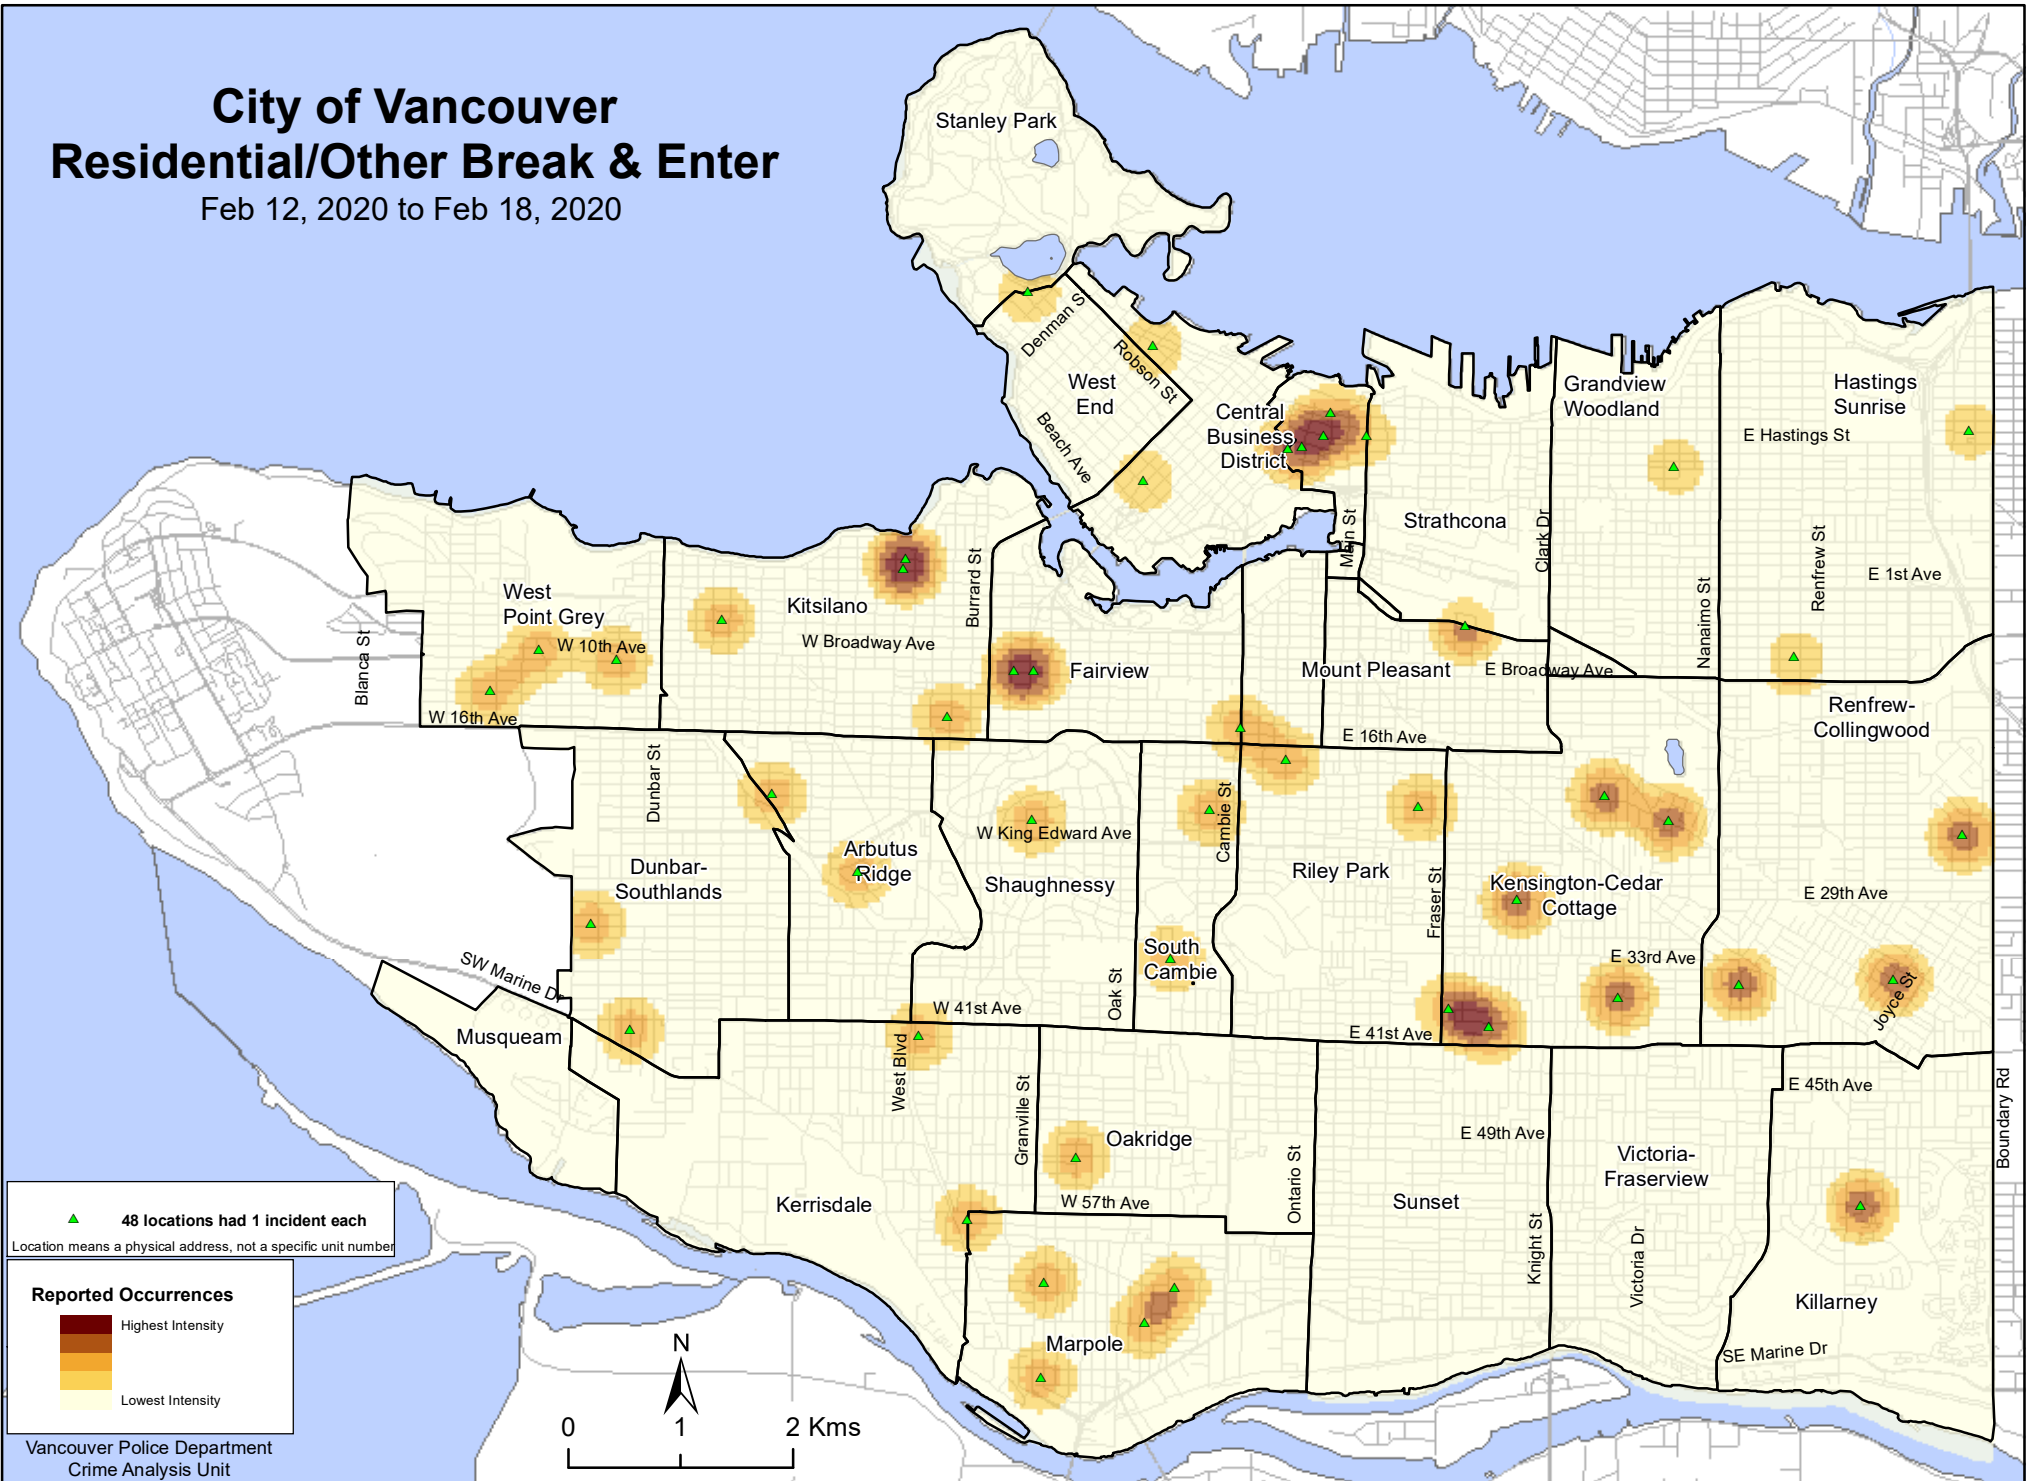 City of Vancouver
Residential/Other Break & Enter
Feb 12, 2020 to Feb 18, 2020
Stanley Park
Denman S
Robson St
West
End
Beach Ave
Central
Business
District
Grandview
Woodland
Hastings
Sunrise
E Hastings St
Strathcona
Main St
Clark Dr
Nanaimo St
Renfrew St
E 1st Ave
West
Point Grey
W 10th Ave
Blanca St
W 16th Ave
Kitsilano
W Broadway Ave
Burrard St
Fairview
Mount Pleasant
E Broadway Ave
E 16th Ave
Renfrew-
Collingwood
Dunbar St
Dunbar-
Southlands
Arbutus
Ridge
W King Edward Ave
Shaughnessy
Cambie St
Riley Park
Fraser St
Kensington-Cedar
Cottage
E 29th Ave
E 33rd Ave
South
Cambie
Oak St
SW Marine Dr
W 41st Ave
E 41st Ave
Joyce St
Musqueam
West Blvd
Granville St
Oakridge
W 57th Ave
Ontario St
Kerrisdale
Sunset
E 49th Ave
Knight St
Victoria-
Fraserview
Victoria Dr
E 45th Ave
Boundary Rd
Killarney
SE Marine Dr
Marpole
48 locations had 1 incident each
Location means a physical address, not a specific unit number
Reported Occurrences
Highest Intensity
Lowest Intensity
Vancouver Police Department
Crime Analysis Unit
N
0 1 2 Kms